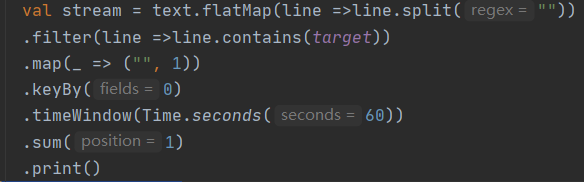 val stream = text.flatMap(line =>line.split( regex = ""))
.filter(line =>line.contains(target))
.map(_ => ("", 1))
.keyBy( fields = 0)
.timeWindow(Time.seconds( seconds = 60))
.sum( position = 1)
.print()